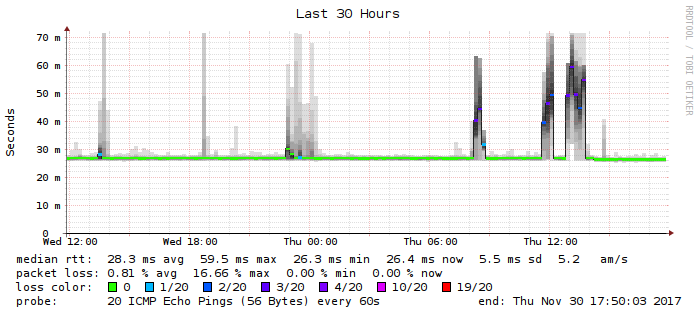 Last 30 Hours
RRDTOOL / TOBI OETIKER
Seconds
70 m
60 m
50 m
40 m
30 m
20 m
10 m
0
Wed 12:00 Wed 18:00 Thu 00:00 Thu 06:00 Thu 12:00
median rtt: 28.3 ms avg 59.5 ms max 26.3 ms min 26.4 ms now 5.5 ms sd 5.2 am/s
packet loss: 0.81 % avg 16.66 % max 0.00 % min 0.00 % now
loss color: 0 1/20 2/20 3/20 4/20 10/20 19/20
probe: 20 ICMP Echo Pings (56 Bytes) every 60s end: Thu Nov 30 17:50:03 2017